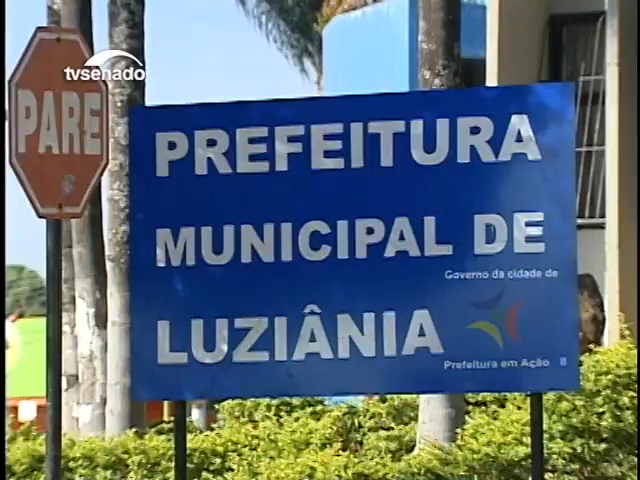 tvsenado
PARE
PREFEITURA
MUNICIPAL DE
Governo da cidade de
LUZIÂNIA
Prefeitura em Ação